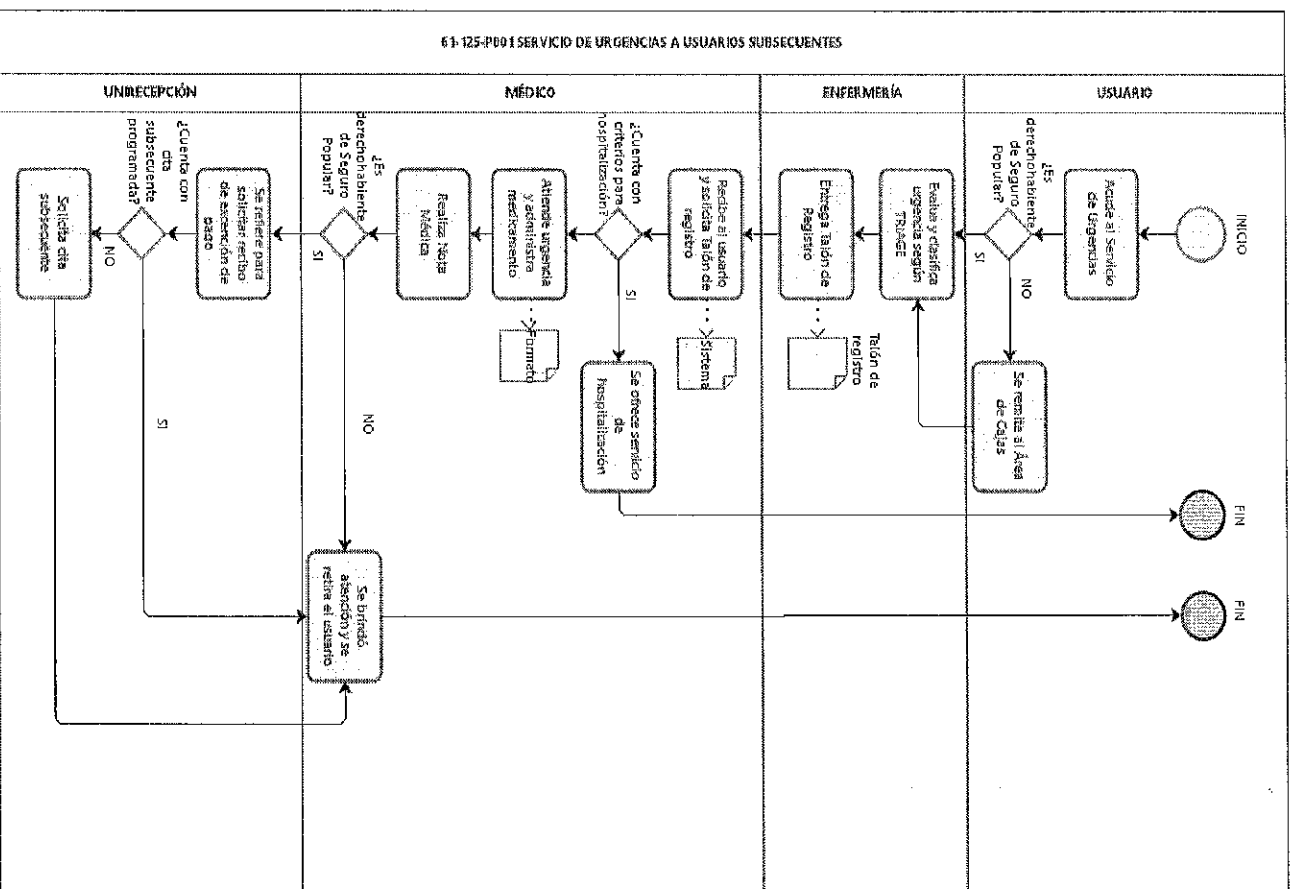 61-125-P001 SERVICIO DE URGENCIAS A USUARIOS SUBSECUENTES
USUARIO
INICIO
Acude al Servicio
de Urgencias
¿Es
derechohabiente
de Seguro
Popular?
SI
NO
Se remite al Área
de Cajas
FIN
FIN
ENFERMERÍA
Evalua y clasifica
urgencia según
TRIAGE
Entrega Talón de
Registro
Talón de
registro
MÉDICO
Recibe al usuario
y solicita Talón de
registro
Sistema
¿Cuenta con
criterios para
hospitalización?
SI
Se ofrece servicio
de
hospitalización
Atiende urgencia
y administra
medicamento
Formato
Realiza Nota
Médica
¿Es
derechohabiente
de Seguro
Popular?
SI
NO
Se brindó
atención y se
retira el usuario
UNIRECEPCIÓN
Se refiere para
solicitar recibo
de excención de
pago
¿Cuenta con
cita
subsecuente
programada?
NO
SI
Solicita cita
subsecuente